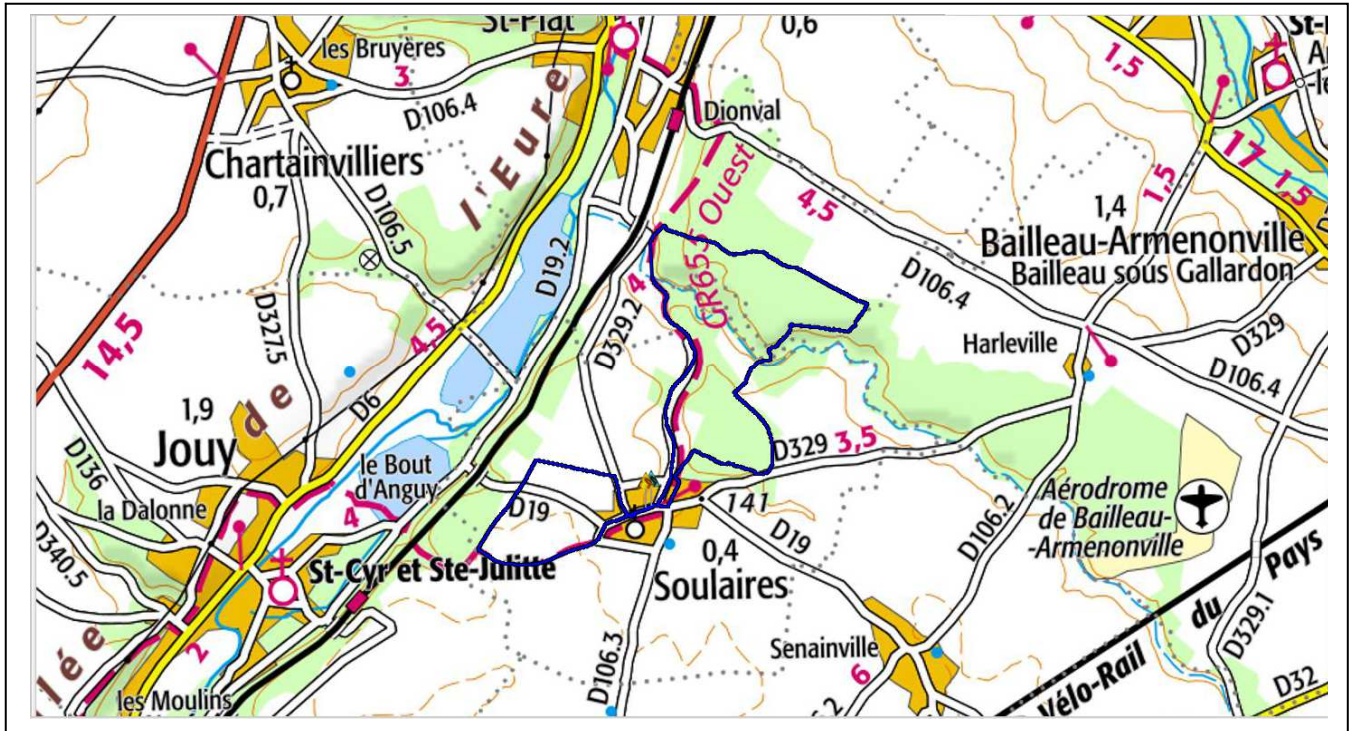 St-Piat
0,6
les Bruyères
3
D106.4
l'Eure
Dionval
1,5
17
1,5
Chartainvilliers
0,7
D106.5
4,5
1,5
1,4
GR655 Ouest
Bailleau-Armenonville
Bailleau sous Gallardon
D19.2
D106.4
4
D329.2
D327.5
14,5
4,5
Harleville
D329
D106.4
1,9
Jouy
de
D6
D136
le Bout
d'Anguy
D329
3,5
la Dalonne
4
D19
141
Aérodrome
de Bailleau-
-Armenonville
D340.5
D19
D106.2
0,4
St-Cyr et Ste-Julitte
Soulaires
Pays
du
D329.1
lée
2
D106.3
Senainville
6
Vélo-Rail
D32
les Moulins